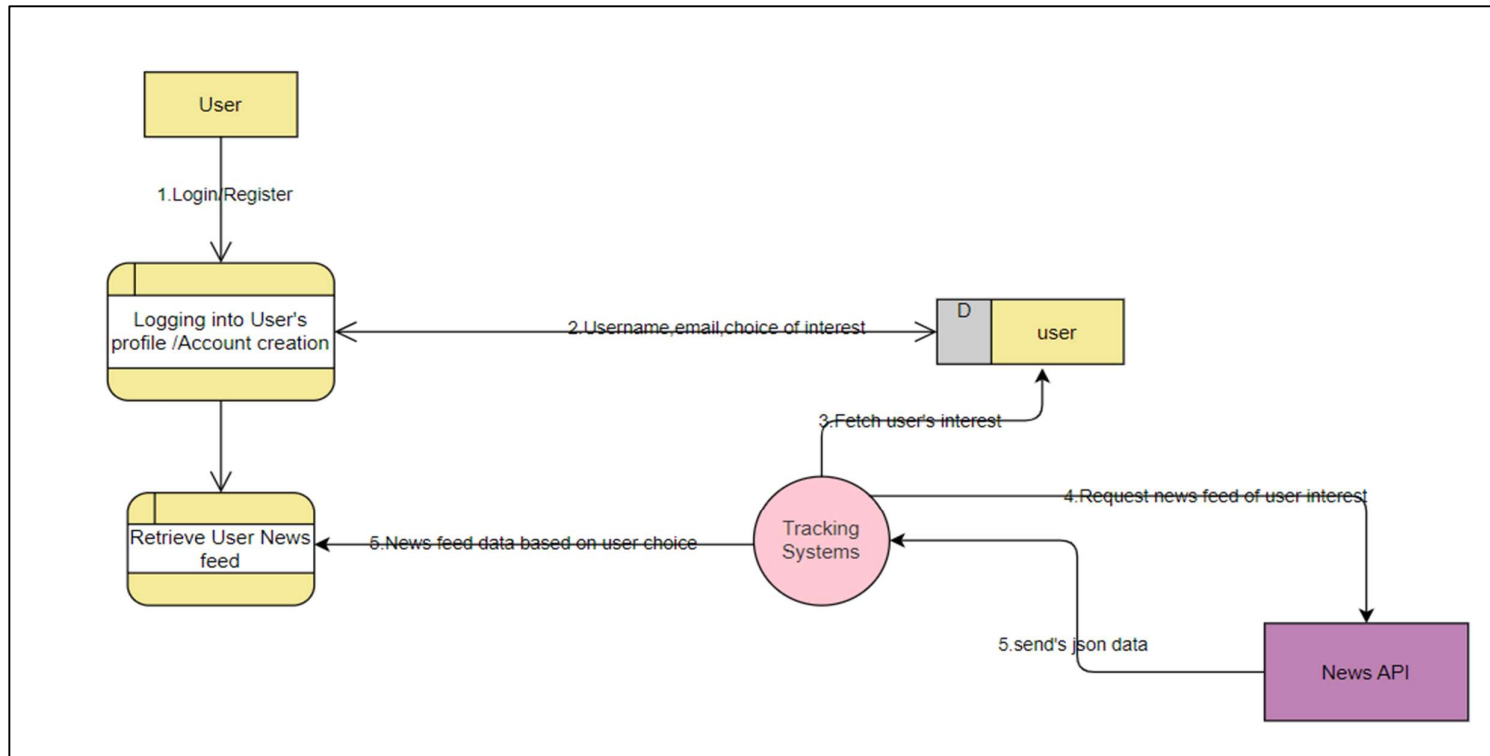 User
1.Login/Register
Logging into User's
profile /Account creation
2.Username,email,choice of interest
D
user
3.Fetch user's interest
4.Request news feed of user interest
Retrieve User News
feed
5.News feed data based on user choice
Tracking
Systems
5.send's json data
News API